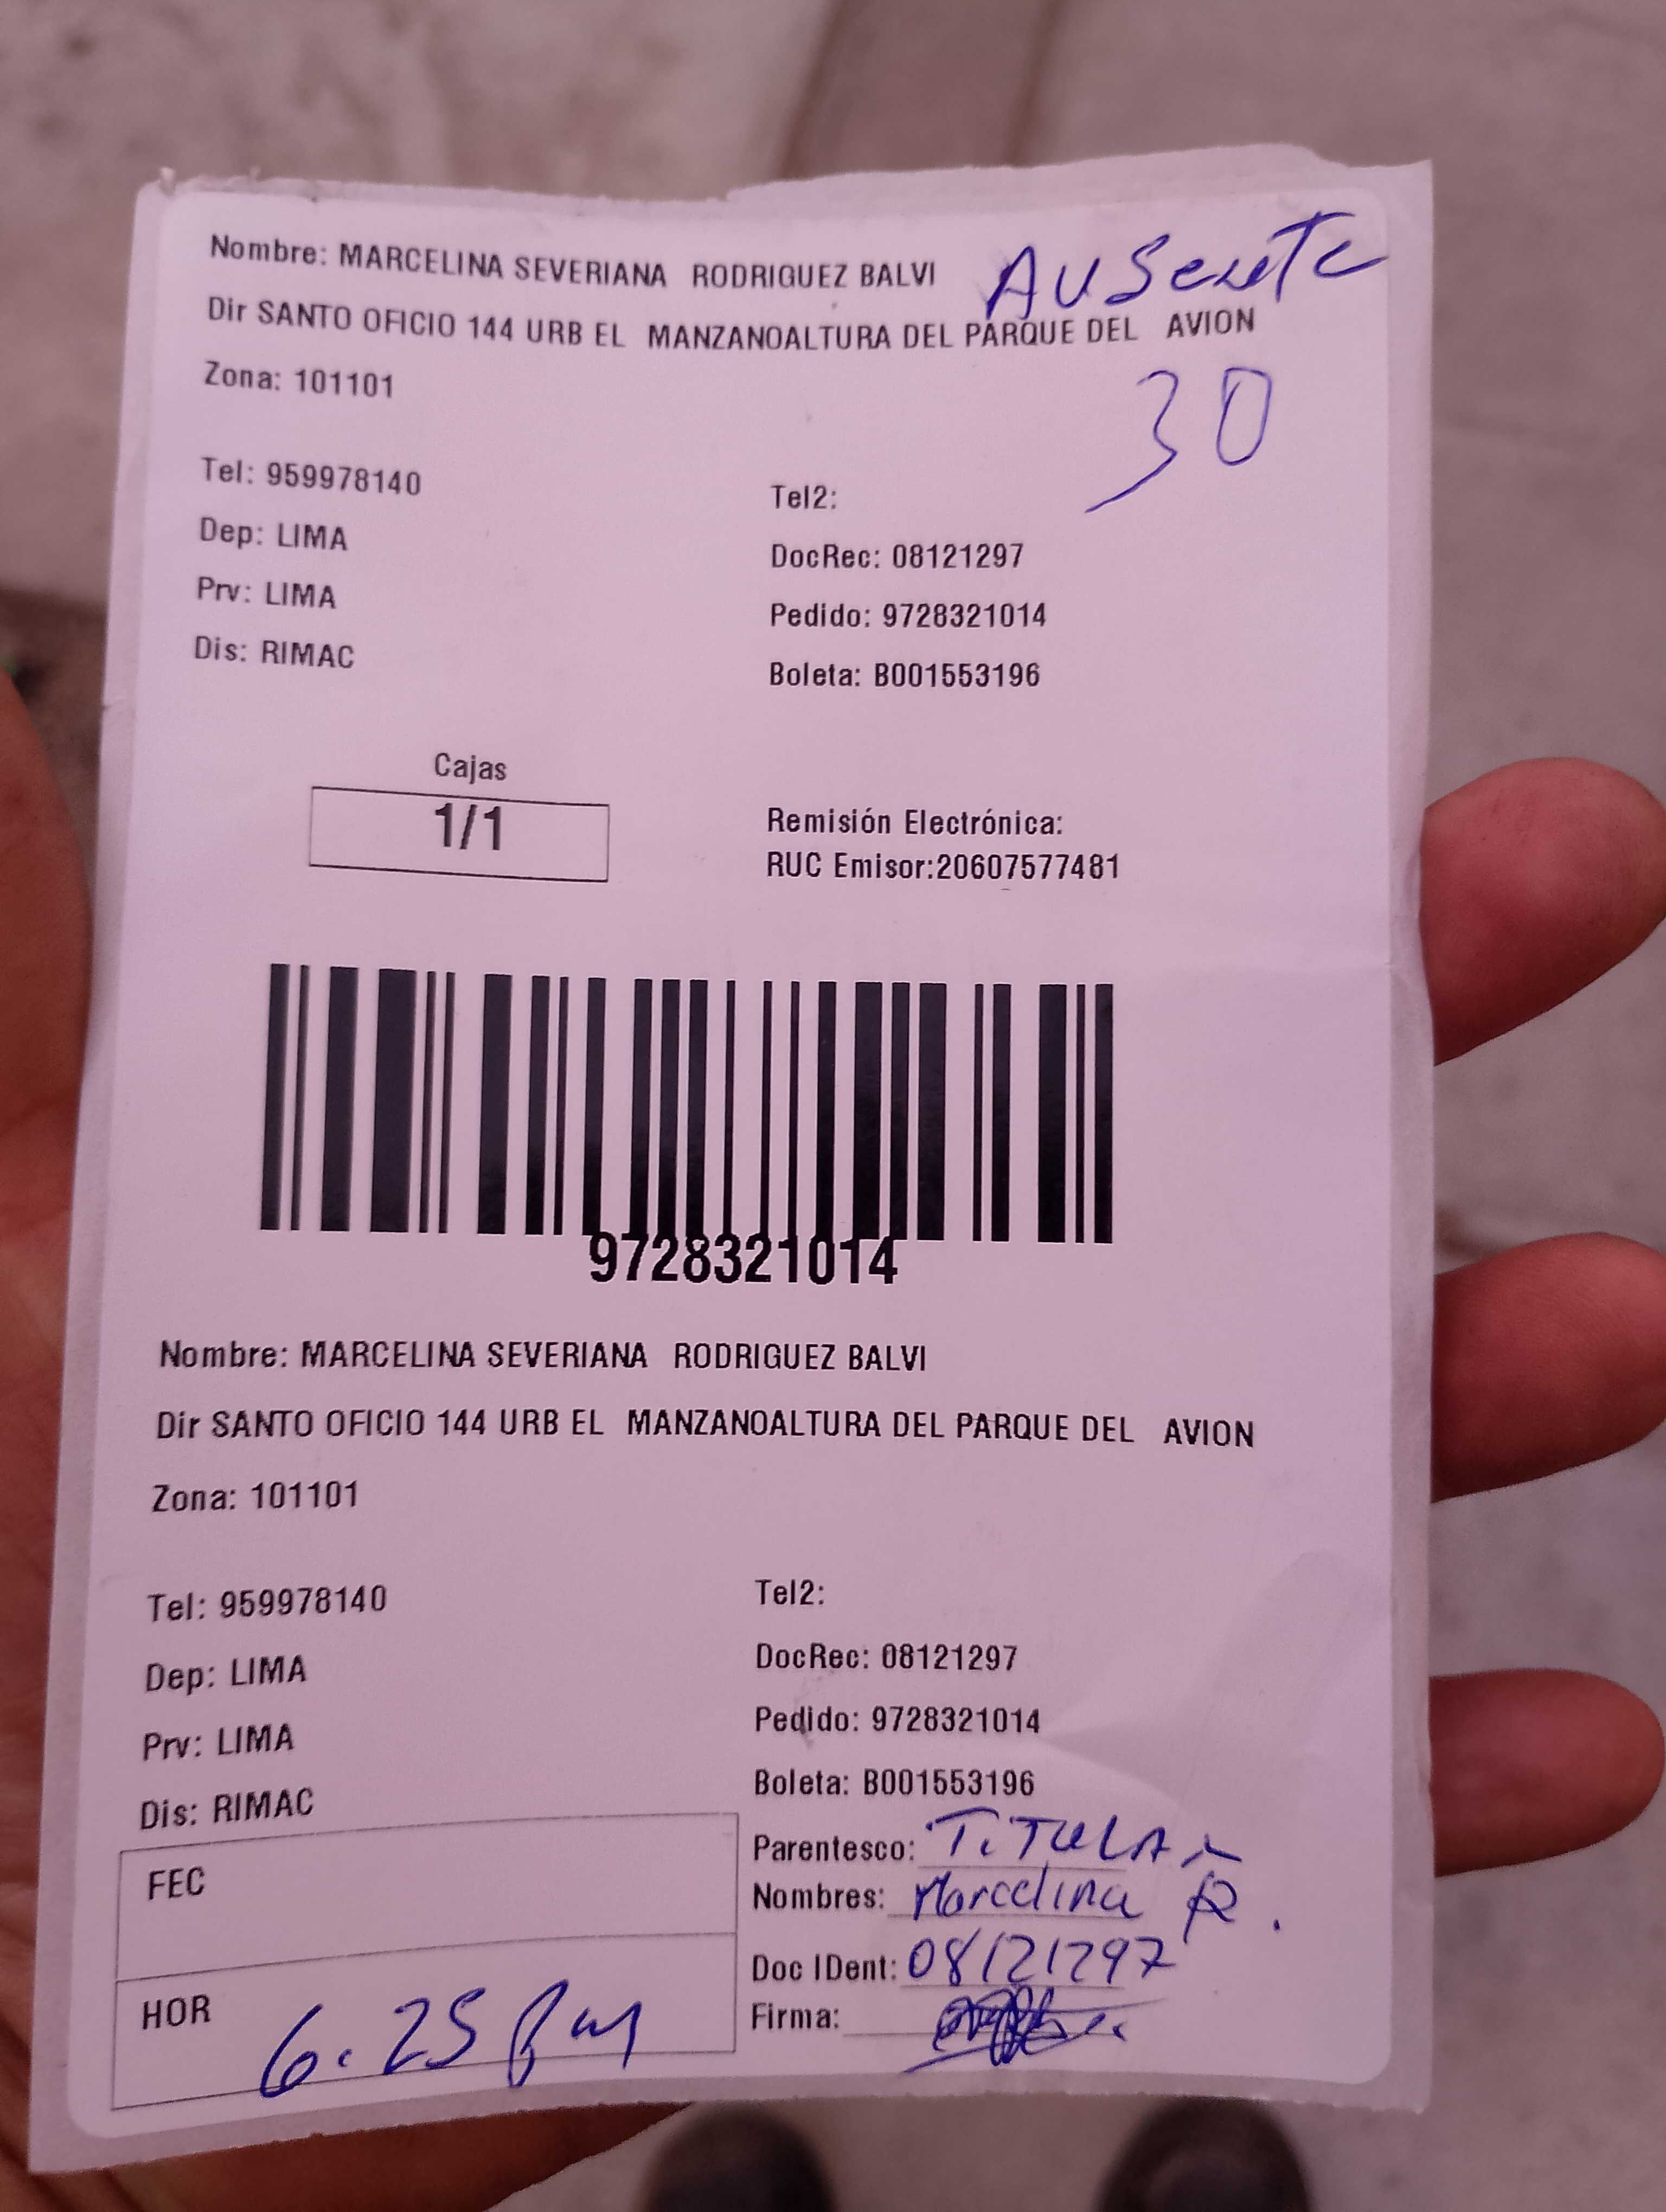 Nombre: MARCELINA SEVERIANA RODRIGUEZ BALVI AUSente
Dir SANTO OFICIO 144 URB EL MANZANOALTURA DEL PARQUE DEL AVION
Zona: 101101
30
Tel: 959978140
Tel2:
Dep: LIMA
DocRec: 08121297
Prv: LIMA
Pedido: 9728321014
Dis: RIMAC
Boleta: B001553196
Cajas
1/1
Remisión Electrónica:
RUC Emisor:20607577481
9728321014
Nombre: MARCELINA SEVERIANA RODRIGUEZ BALVI
Dir SANTO OFICIO 144 URB EL MANZANOALTURA DEL PARQUE DEL AVION
Zona: 101101
Tel: 959978140
Tel2:
Dep: LIMA
DocRec: 08121297
Prv: LIMA
Pedido: 9728321014
Dis: RIMAC
Boleta: B001553196
Parentesco: TiTULAr
FEC
Nombres: Marcelina R.
Doc IDent: 08121297
HOR 6.25 pm
Firma: